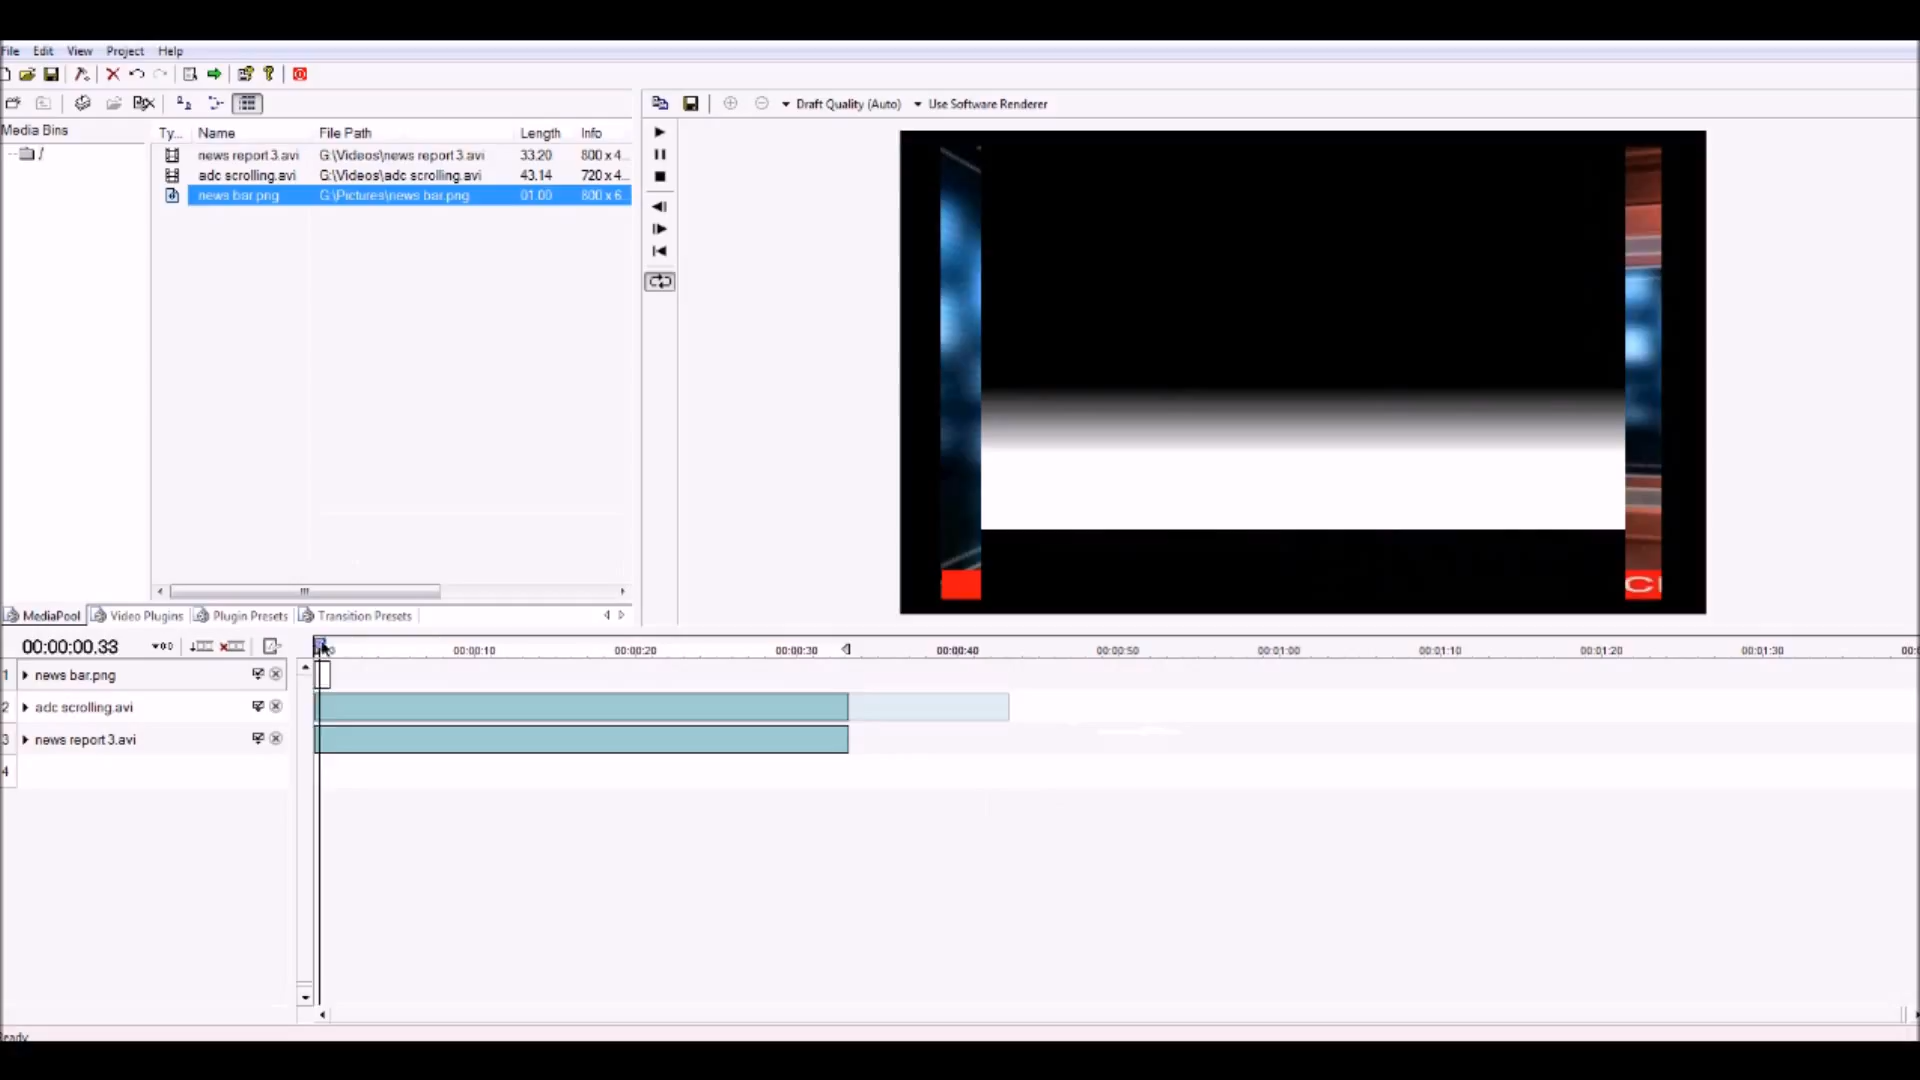 File Edit View Project Help
Draft Quality (Auto) Use Software Renderer
Media Bins
/
Ty... Name File Path Length Info
news report 3.avi G:\Videos\news report 3.avi 33.20 800 x 4...
adc scrolling.avi G:\Videos\adc scrolling.avi 43.14 720 x 4...
news bar.png G:\Pictures\news bar.png 01.00 800 x 6...
MediaPool Video Plugins Plugin Presets Transition Presets
00:00:00.33
00:00:10 00:00:20 00:00:30 00:00:40 00:00:50 00:01:00 00:01:10 00:01:20 00:01:30
1 news bar.png
2 adc scrolling.avi
3 news report 3.avi
4